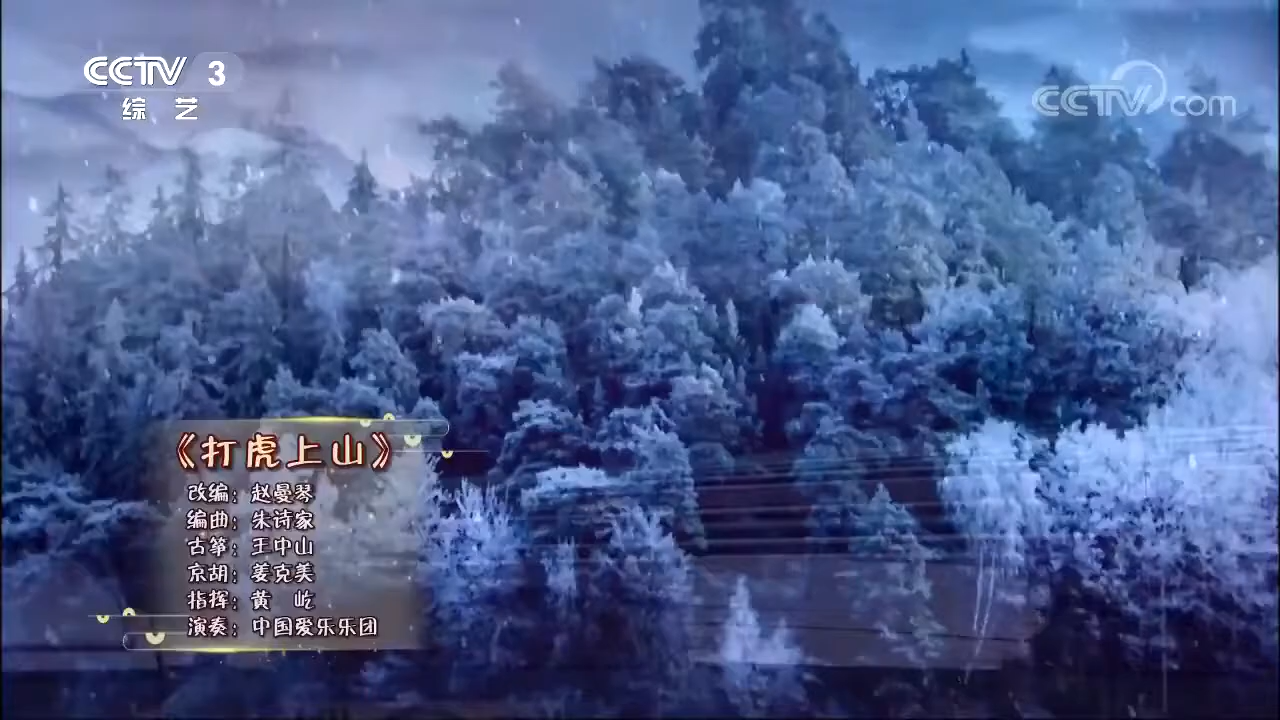 CCTV 3
综艺
CCTV.com
《打虎上山》
改编：赵曼琴
编曲：朱诗家
古筝：王中山
京胡：姜克美
指挥：黄 屹
演奏：中国爱乐乐团